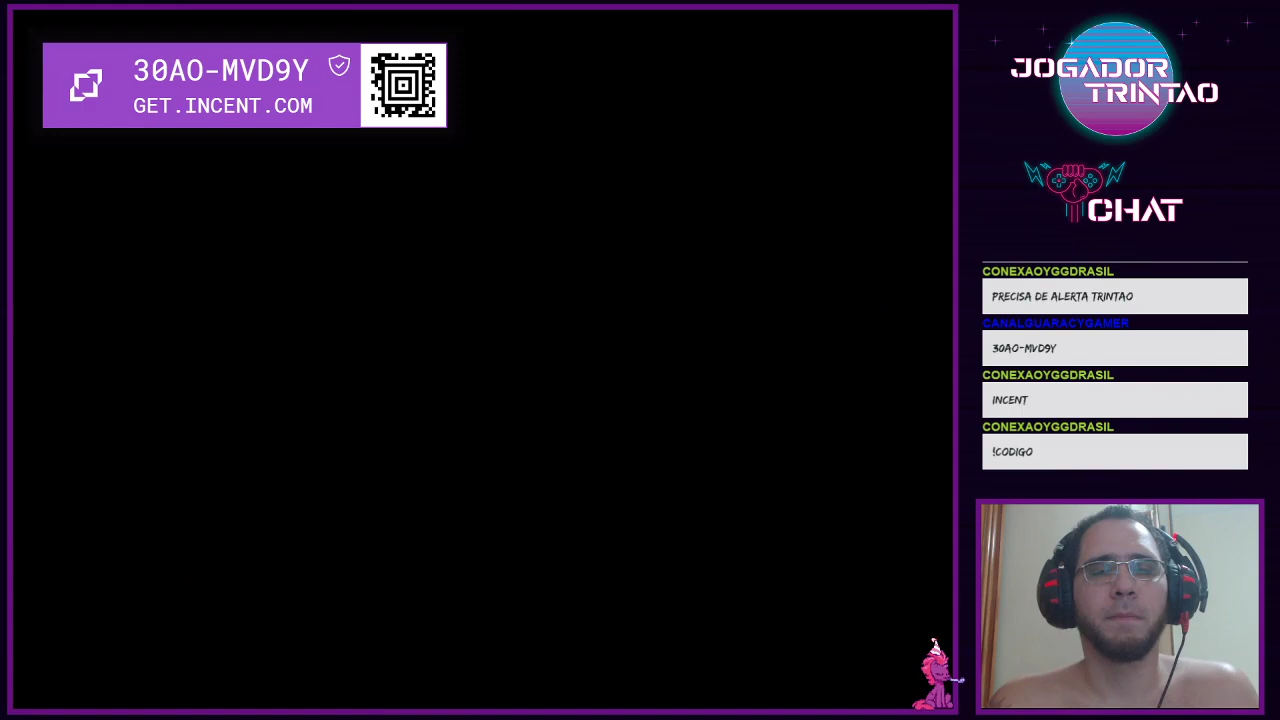 30AO-MVD9Y
GET.INCENT.COM
JOGADOR
TRINTAO
CHAT
CONEXAOYGGDRASIL
PRECISA DE ALERTA TRINTAO
CANALGUARACYGAMER
30AO-MVD9Y
CONEXAOYGGDRASIL
INCENT
CONEXAOYGGDRASIL
!CODIGO